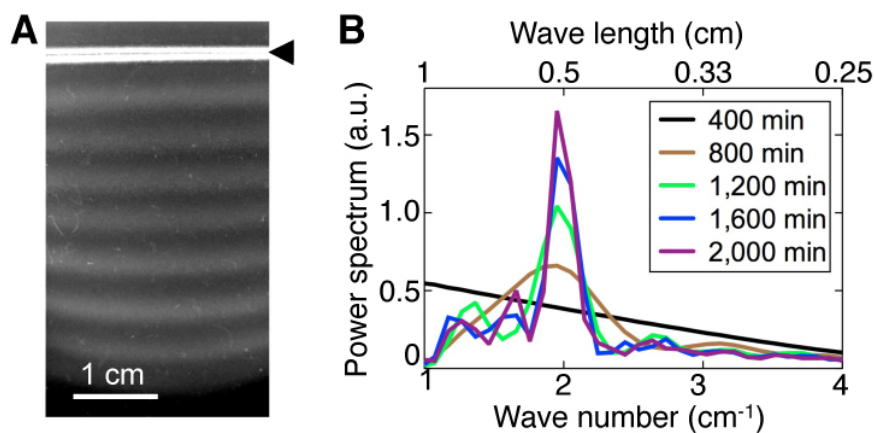 A
1 cm
B
Wave length (cm)
1 0.5 0.33 0.25
Power spectrum (a.u.)
1.5
1.0
0.5
0
400 min
800 min
1,200 min
1,600 min
2,000 min
1 2 3 4
Wave number (cm⁻¹)